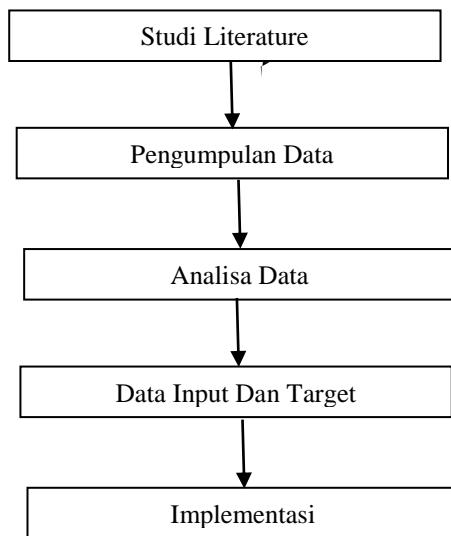 Studi Literature
Pengumpulan Data
Analisa Data
Data Input Dan Target
Implementasi